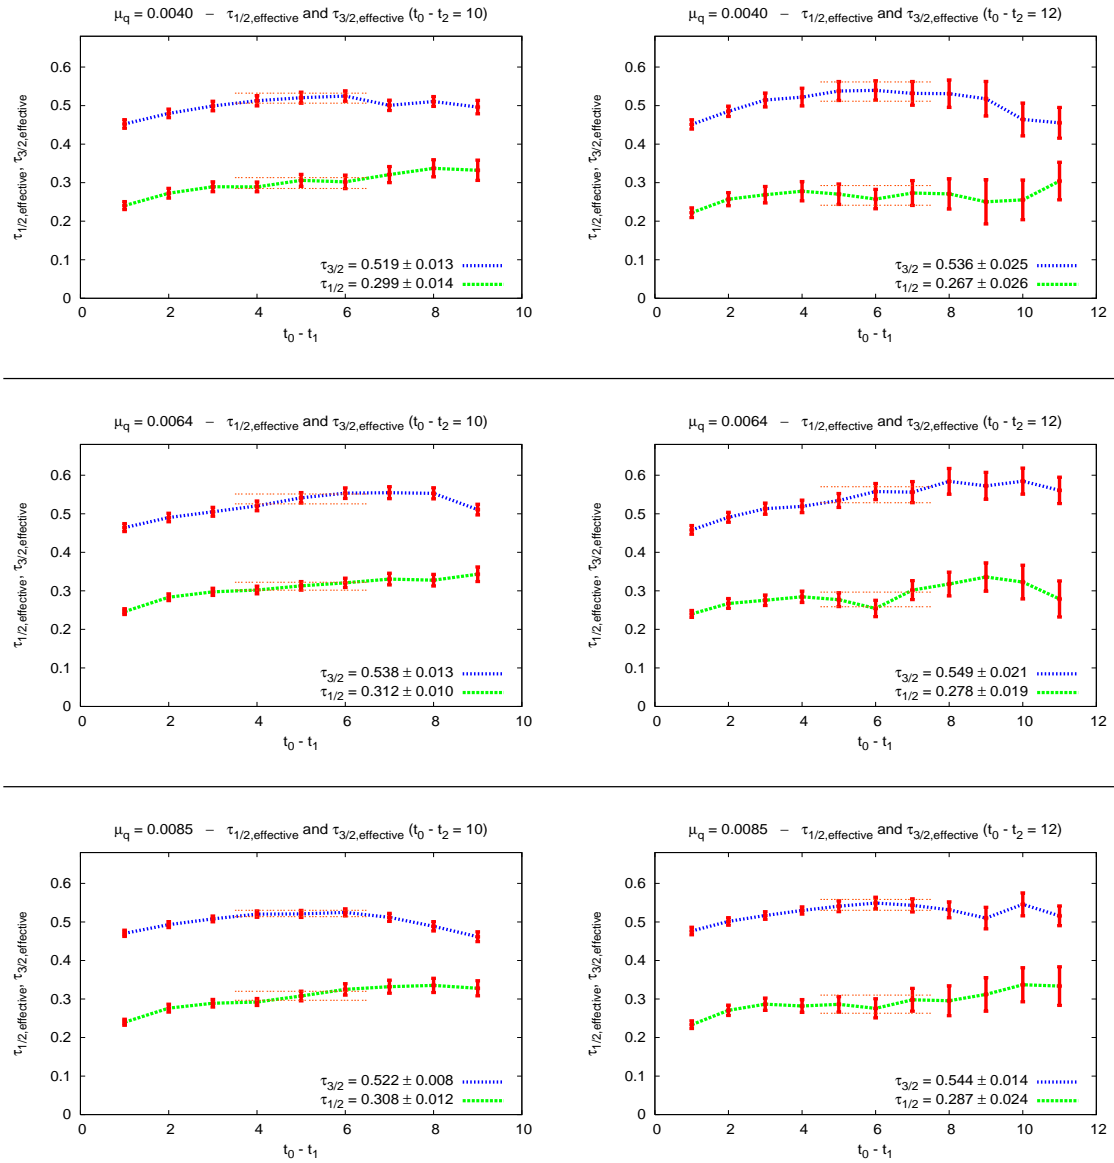 μq = 0.0040 − τ1/2,effective and τ3/2,effective (t0 - t2 = 10)
τ1/2,effective, τ3/2,effective
0.6
0.5
0.4
0.3
0.2
0.1
0
τ3/2 = 0.519 ± 0.013
τ1/2 = 0.299 ± 0.014
0 2 4 6 8 10
t0 - t1
μq = 0.0040 − τ1/2,effective and τ3/2,effective (t0 - t2 = 12)
τ1/2,effective, τ3/2,effective
0.6
0.5
0.4
0.3
0.2
0.1
0
τ3/2 = 0.536 ± 0.025
τ1/2 = 0.267 ± 0.026
0 2 4 6 8 10 12
t0 - t1
μq = 0.0064 − τ1/2,effective and τ3/2,effective (t0 - t2 = 10)
τ1/2,effective, τ3/2,effective
0.6
0.5
0.4
0.3
0.2
0.1
0
τ3/2 = 0.538 ± 0.013
τ1/2 = 0.312 ± 0.010
0 2 4 6 8 10
t0 - t1
μq = 0.0064 − τ1/2,effective and τ3/2,effective (t0 - t2 = 12)
τ1/2,effective, τ3/2,effective
0.6
0.5
0.4
0.3
0.2
0.1
0
τ3/2 = 0.549 ± 0.021
τ1/2 = 0.278 ± 0.019
0 2 4 6 8 10 12
t0 - t1
μq = 0.0085 − τ1/2,effective and τ3/2,effective (t0 - t2 = 10)
τ1/2,effective, τ3/2,effective
0.6
0.5
0.4
0.3
0.2
0.1
0
τ3/2 = 0.522 ± 0.008
τ1/2 = 0.308 ± 0.012
0 2 4 6 8 10
t0 - t1
μq = 0.0085 − τ1/2,effective and τ3/2,effective (t0 - t2 = 12)
τ1/2,effective, τ3/2,effective
0.6
0.5
0.4
0.3
0.2
0.1
0
τ3/2 = 0.544 ± 0.014
τ1/2 = 0.287 ± 0.024
0 2 4 6 8 10 12
t0 - t1